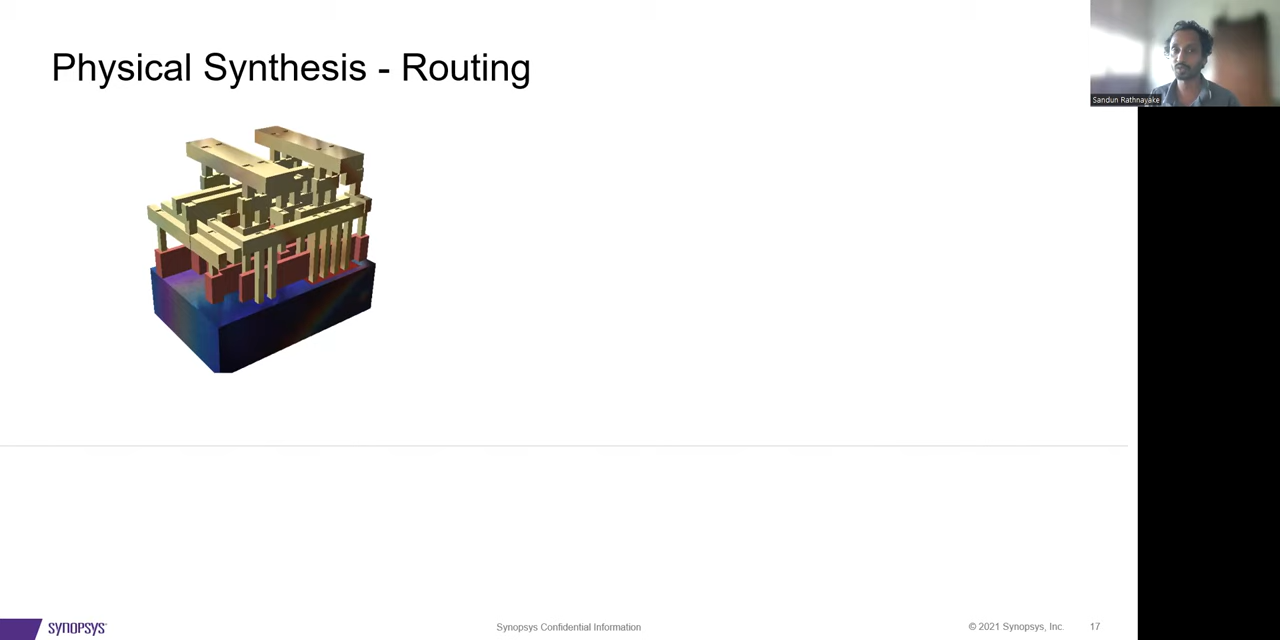 Physical Synthesis - Routing
Sandun Rathnayake
SYNOPSYS
Synopsys Confidential Information
© 2021 Synopsys, Inc.
17